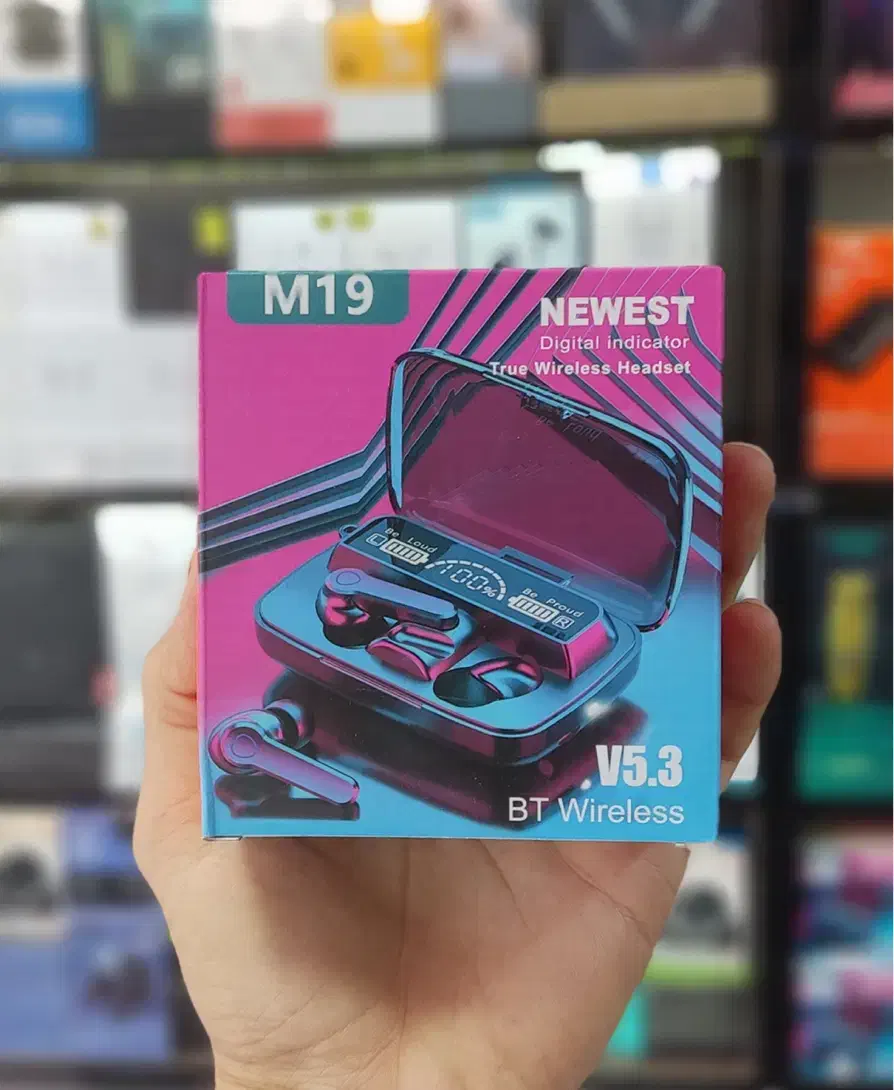 M19
NEWEST
Digital indicator
True Wireless Headset
Be Loud
L
100%
Be Proud
R
V5.3
BT Wireless